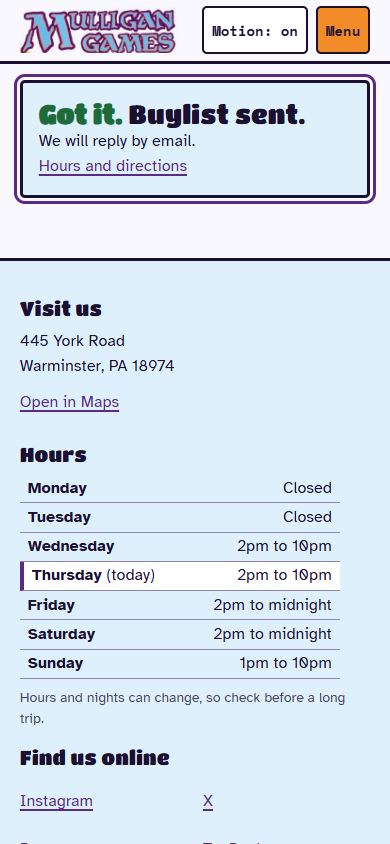 MULLIGAN GAMES
Motion: on
Menu
Got it. Buylist sent.
We will reply by email.
Hours and directions
Visit us
445 York Road
Warminster, PA 18974
Open in Maps
Hours
Monday Closed
Tuesday Closed
Wednesday 2pm to 10pm
Thursday (today) 2pm to 10pm
Friday 2pm to midnight
Saturday 2pm to midnight
Sunday 1pm to 10pm
Hours and nights can change, so check before a long
trip.
Find us online
Instagram X